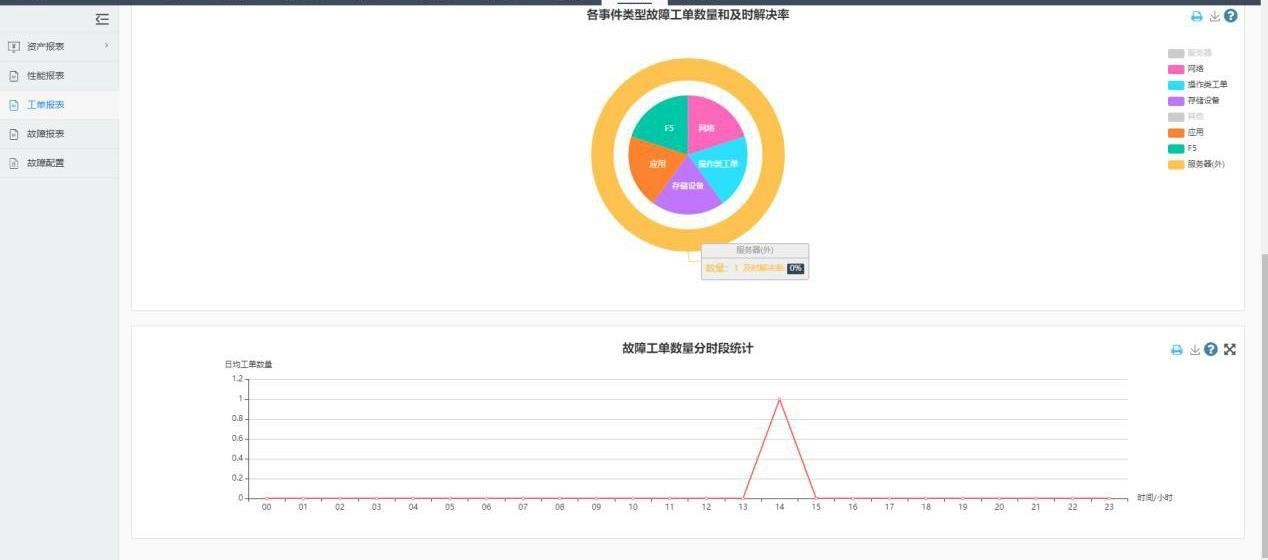 各事件类型故障工单数量和及时解决率
资产报表
性能报表
工单报表
故障报表
故障配置
服务器
网络
操作类工单
存储设备
其他
应用
F5
服务器(外)
F5
网络
应用
操作类工单
存储设备
服务器(外)
数量： 1 及时解决率: 0%
故障工单数量分时段统计
日均工单数量
1.2
1
0.8
0.6
0.4
0.2
0
00 01 02 03 04 05 06 07 08 09 10 11 12 13 14 15 16 17 18 19 20 21 22 23
时间/小时